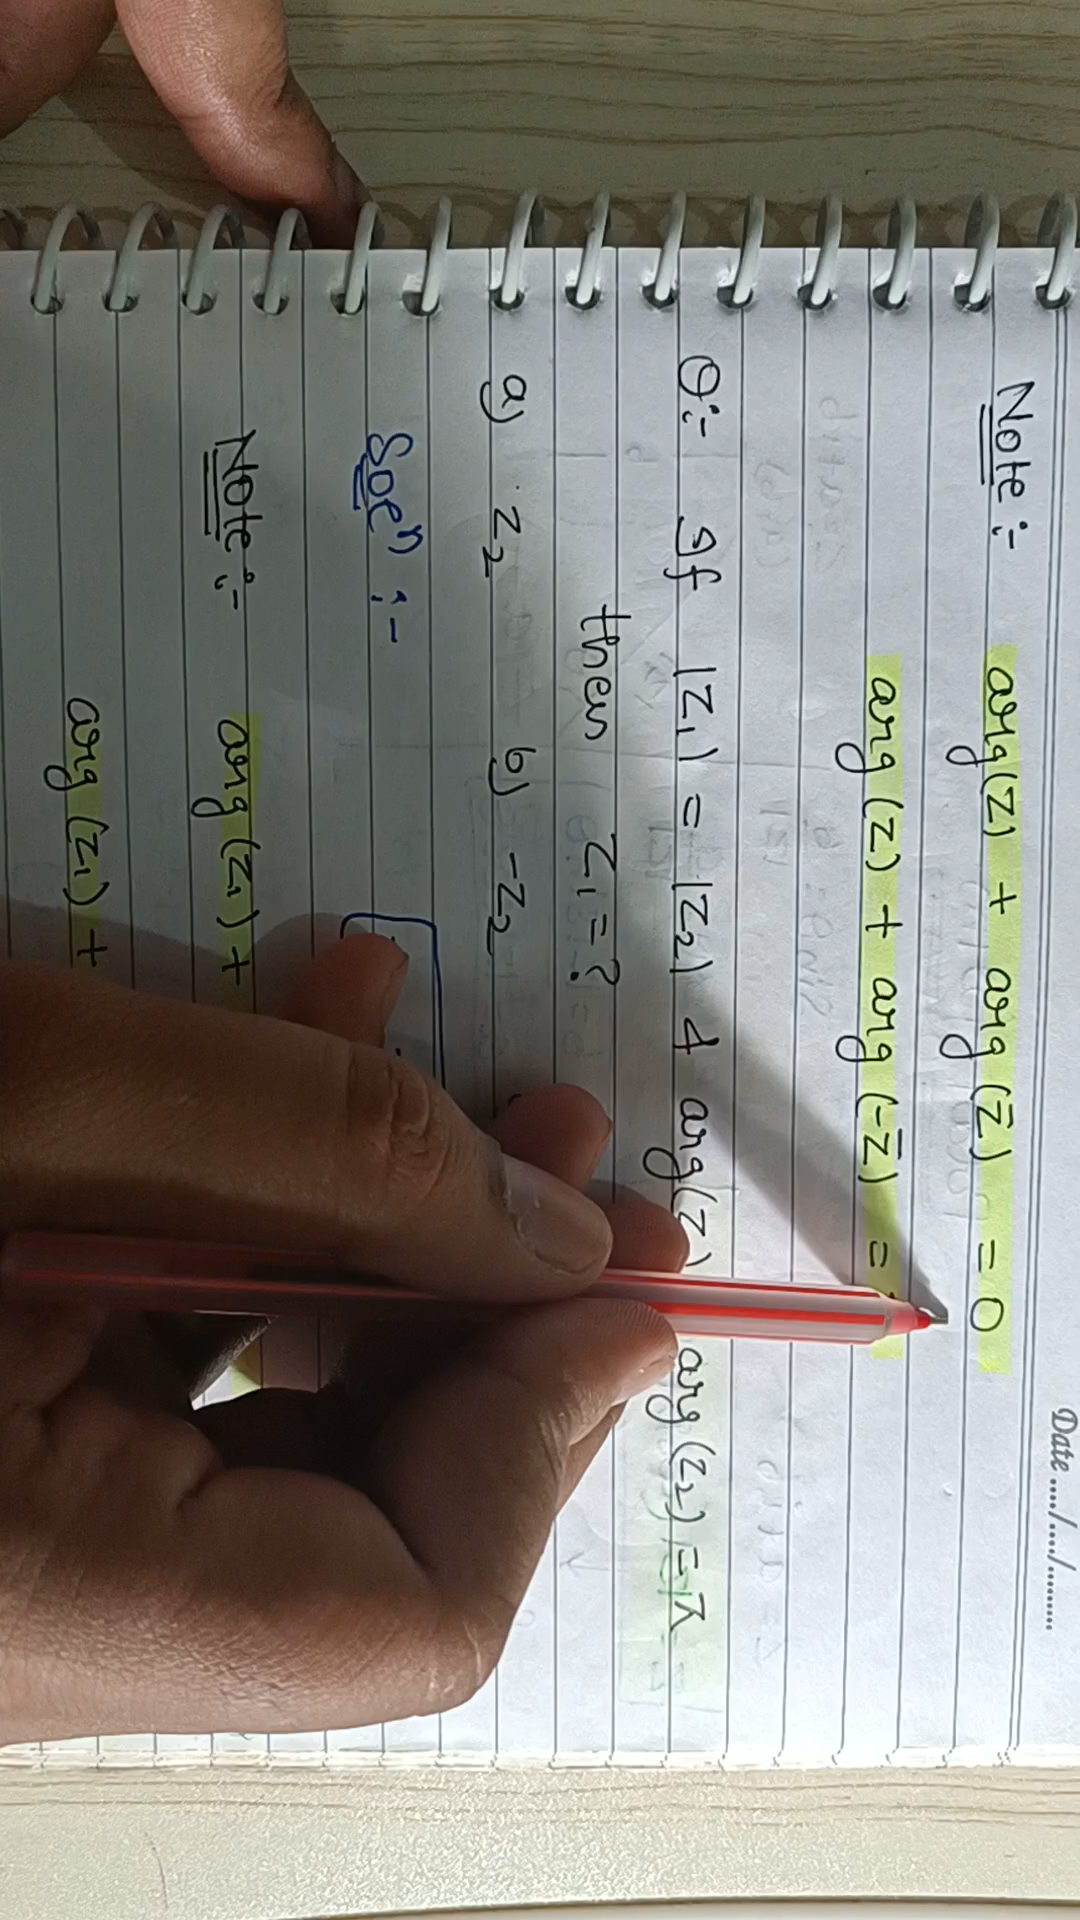 Date ..../..../.........
Note :- arg(z) + arg(z̄) = 0
arg(z) + arg(-z̄) =
Q:- If |z₁| = |z₂| & arg(z arg(z₂) = π
then z₁ = ?
a) z₂ b) -z₂
Solⁿ :-
Note :- arg(z₁) +
arg(z₁) +